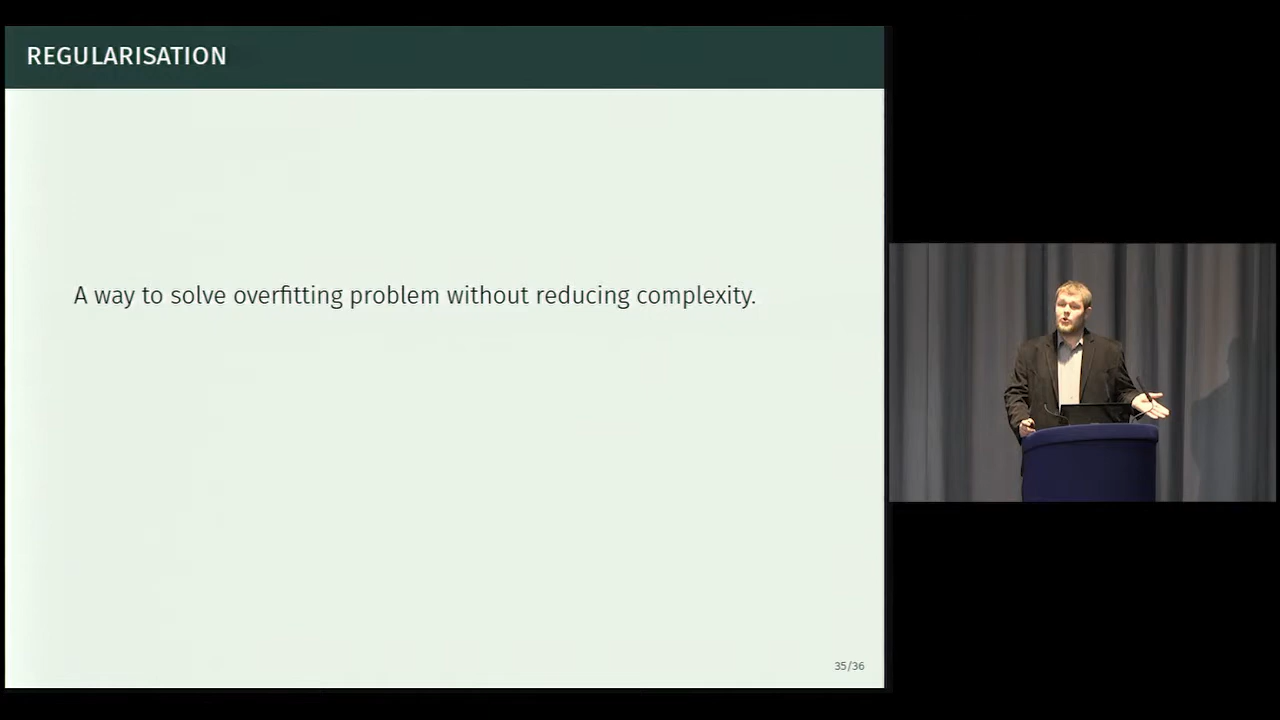 REGULARISATION
A way to solve overfitting problem without reducing complexity.
35/36